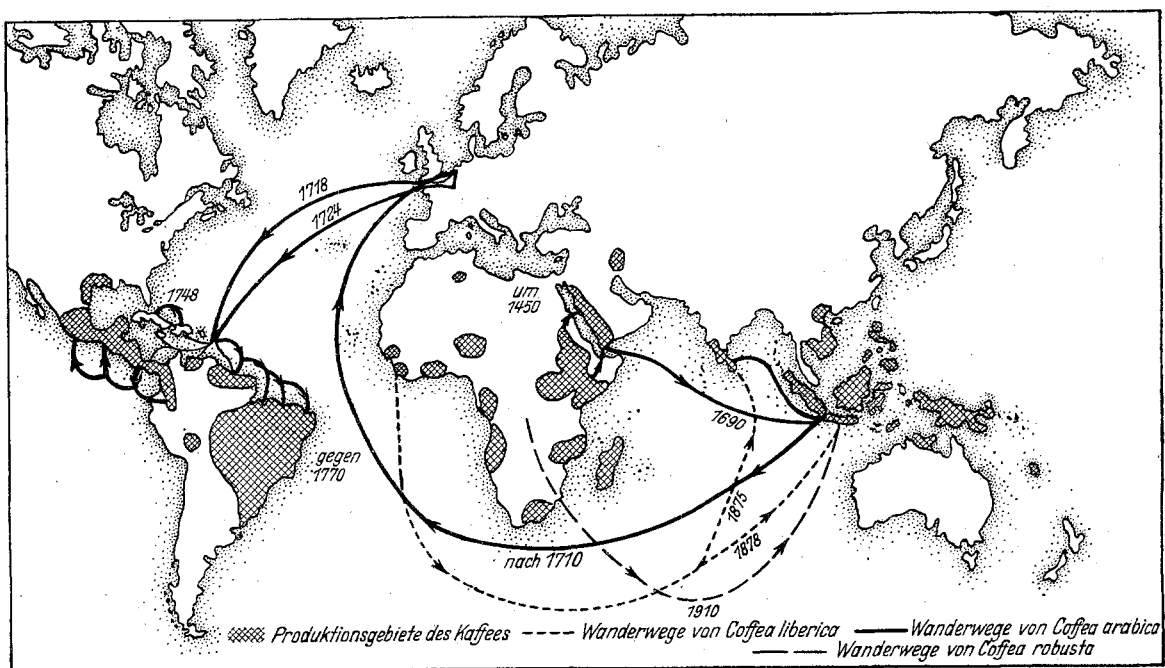 1718
1724
1748
um
1450
1690
gegen
1770
1875
1878
nach 1710
1910
Produktionsgebiete des Kaffees Wanderwege von Coffea liberica Wanderwege von Coffea arabica
Wanderwege von Coffea robusta